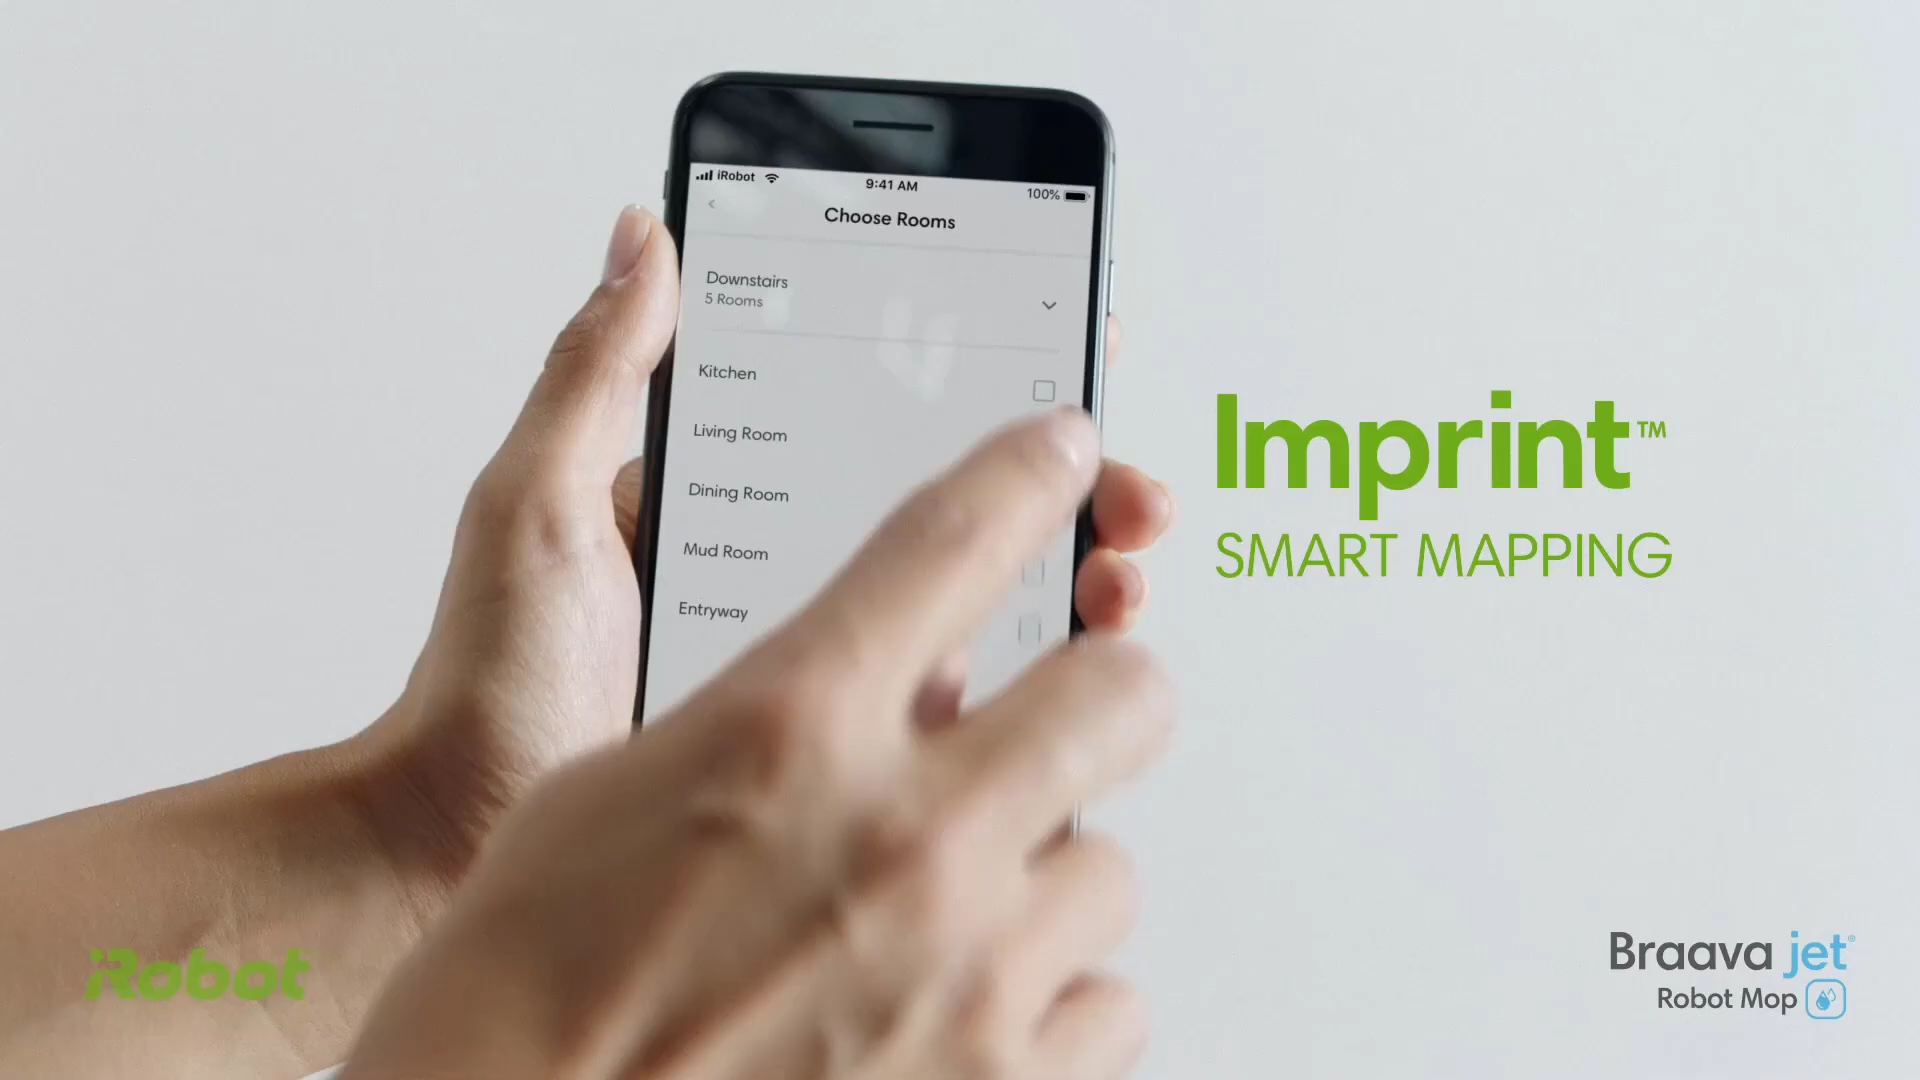 iRobot 9:41 AM 100%
Choose Rooms
Downstairs
5 Rooms
Kitchen
Living Room
Dining Room
Mud Room
Entryway
Imprint™
SMART MAPPING
iRobot
Braava jet®
Robot Mop